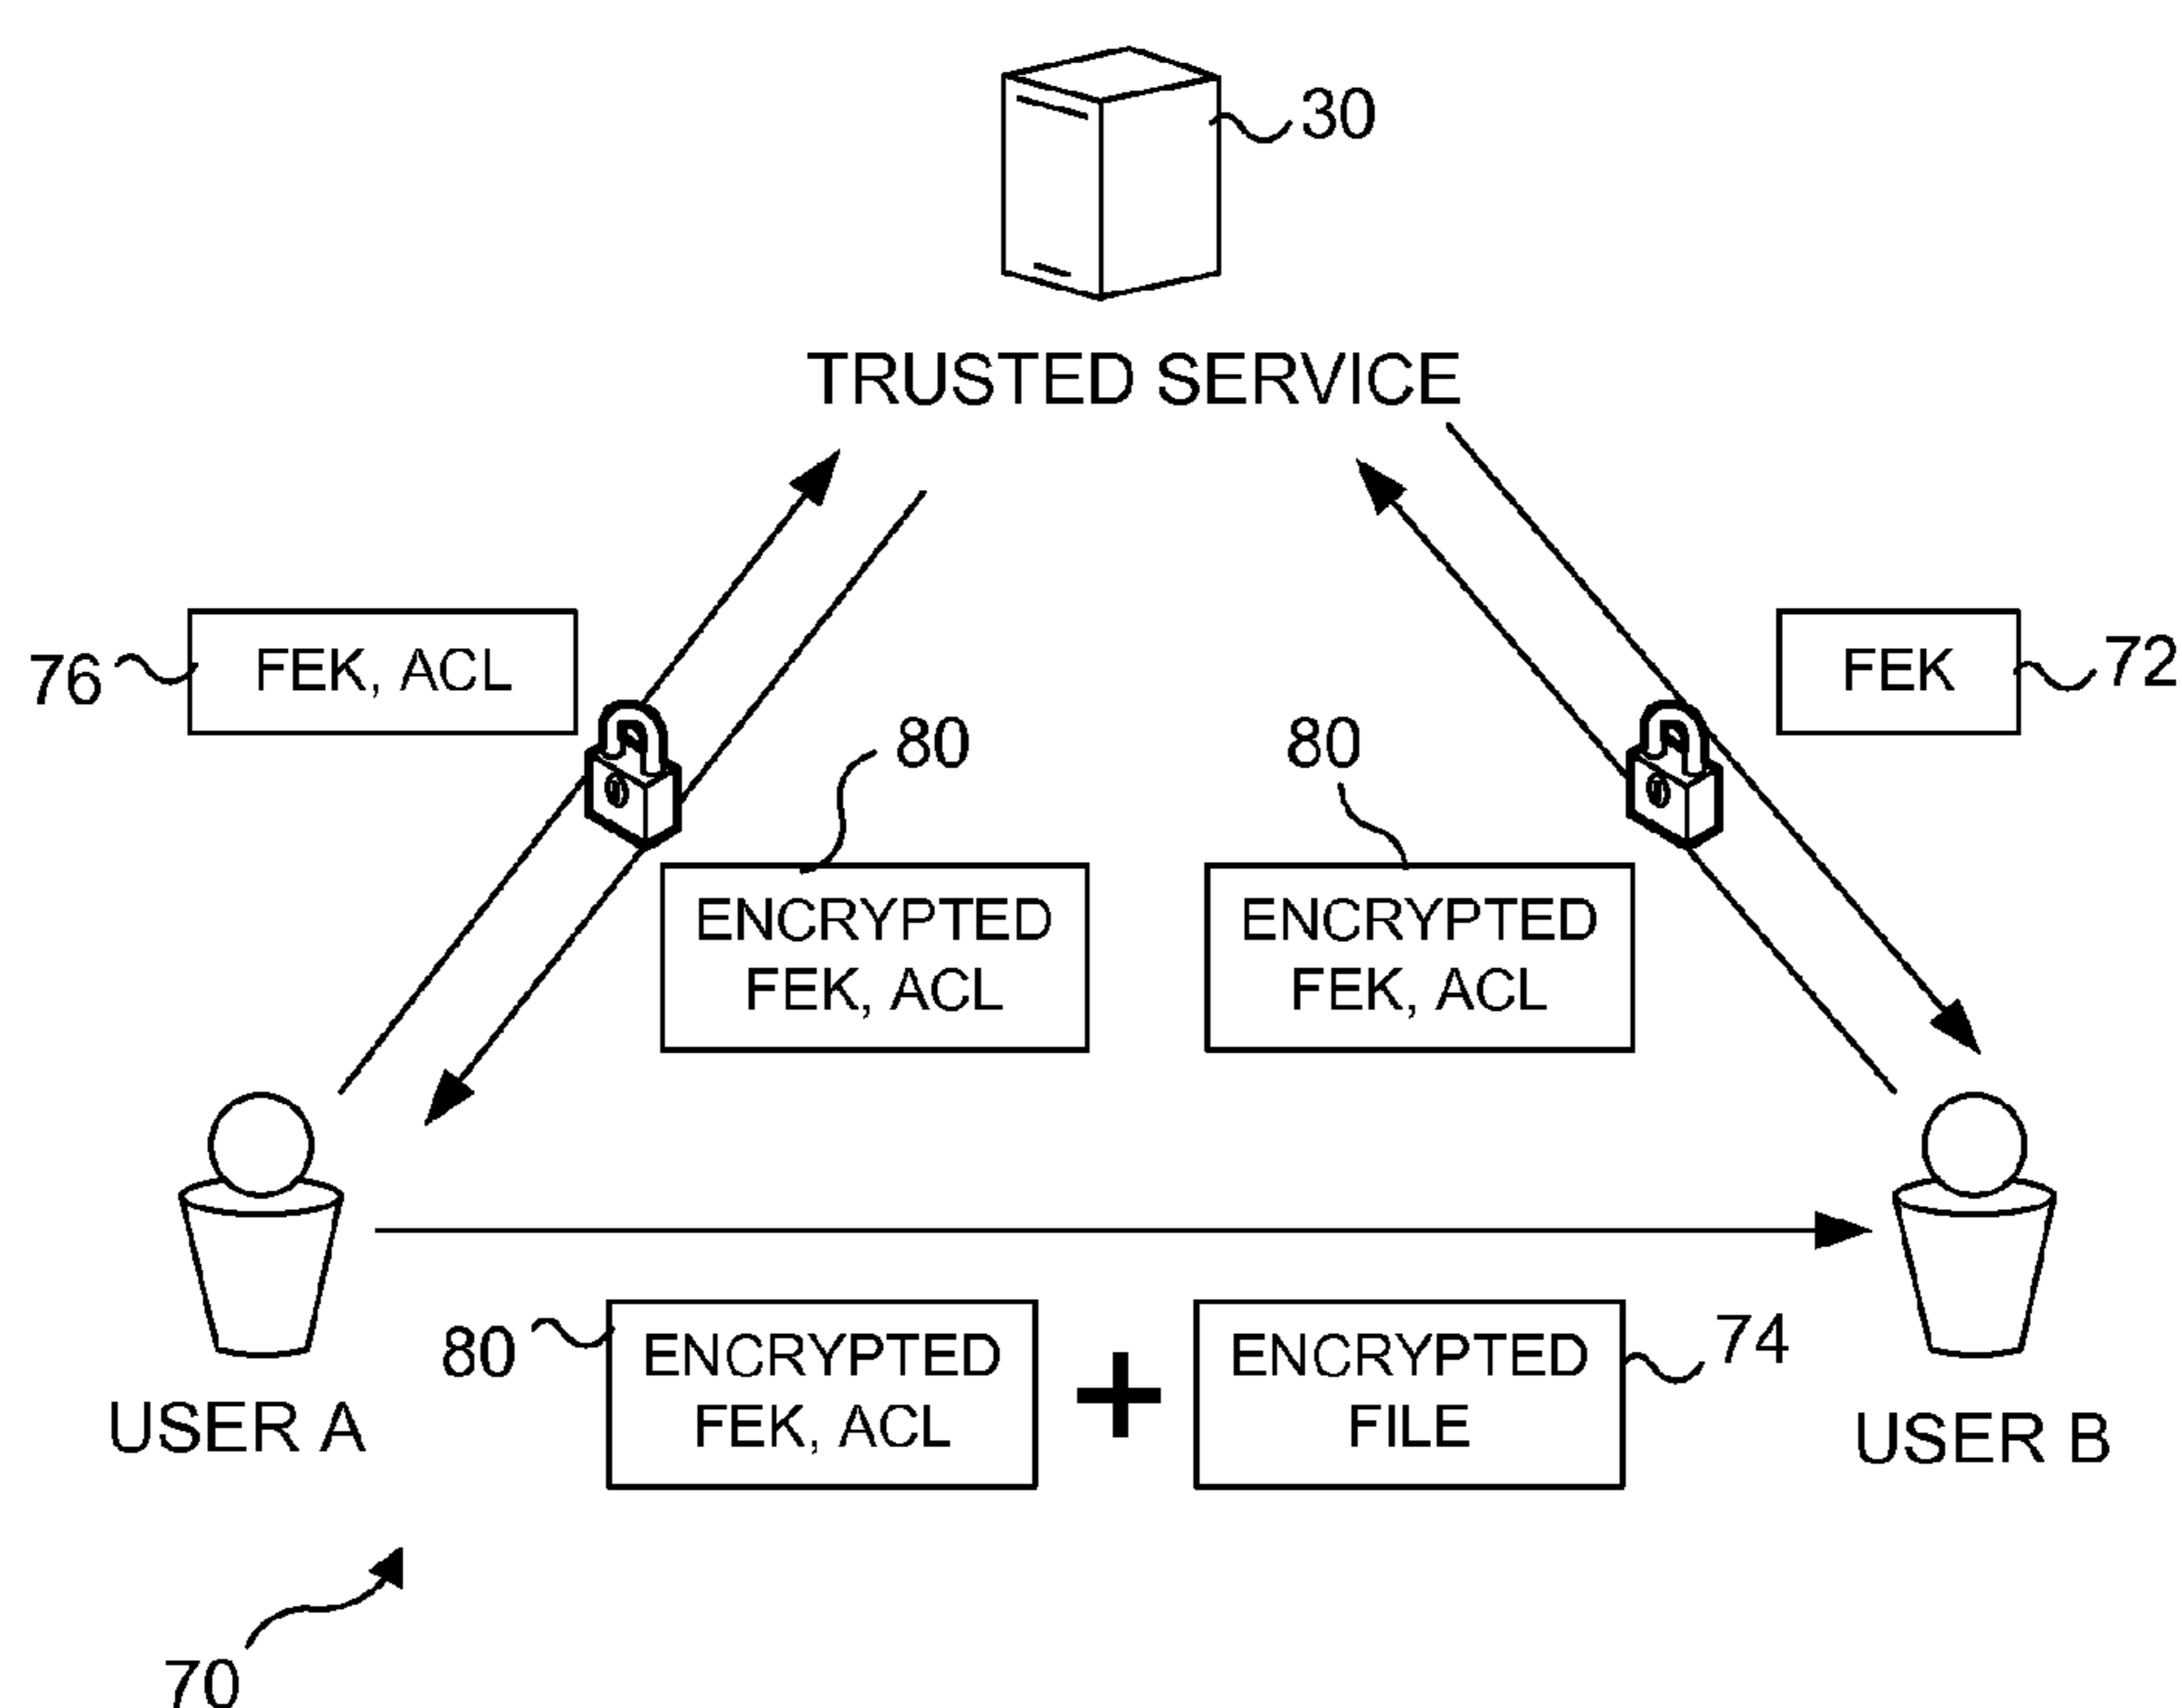 30
TRUSTED SERVICE
76
FEK, ACL
FEK
72
80
80
ENCRYPTED
FEK, ACL
ENCRYPTED
FEK, ACL
80
ENCRYPTED
FEK, ACL
+
ENCRYPTED
FILE
74
USER A
USER B
70